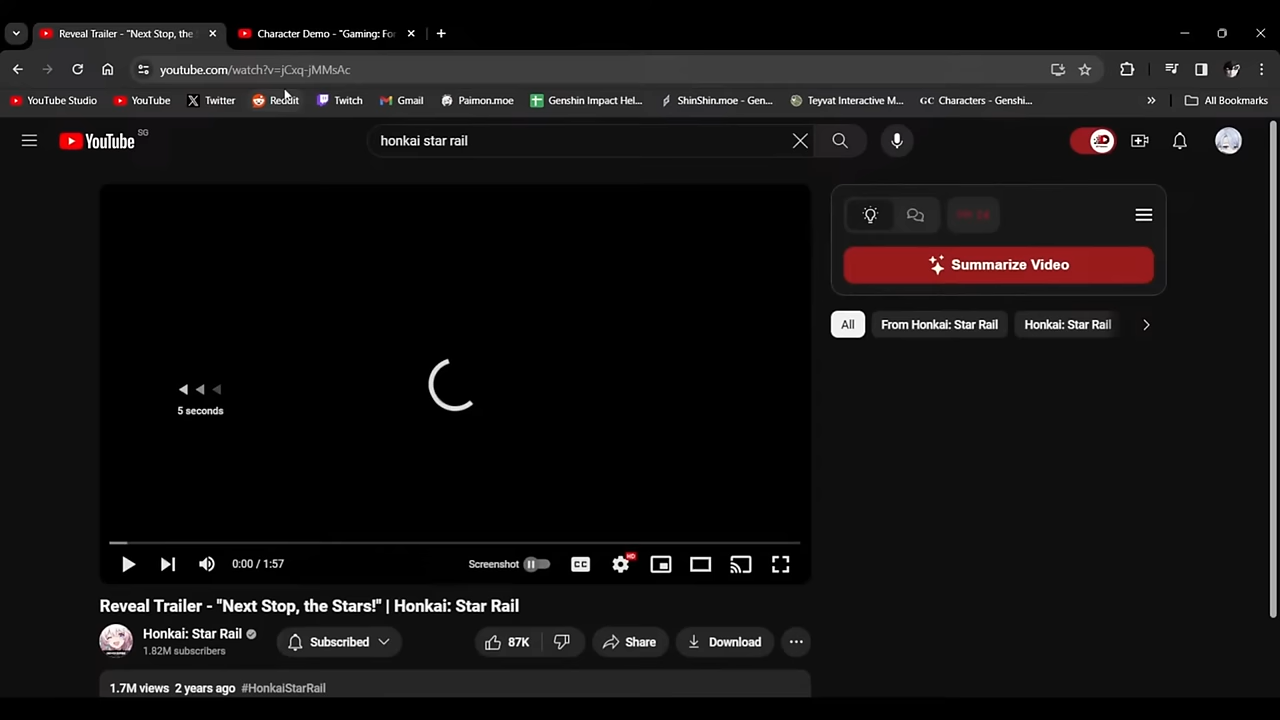 Reveal Trailer - "Next Stop, the
Character Demo - "Gaming: For
youtube.com/watch?v=jCxq-jMMsAc
YouTube Studio
YouTube
Twitter
Reddit
Twitch
Gmail
Paimon.moe
Genshin Impact Hel...
ShinShin.moe - Gen...
Teyvat Interactive M...
GC Characters - Genshi...
All Bookmarks
YouTube SG
honkai star rail
Summarize Video
All
From Honkai: Star Rail
Honkai: Star Rail
5 seconds
0:00 / 1:57
Screenshot
CC
HD
Reveal Trailer - "Next Stop, the Stars!" | Honkai: Star Rail
Honkai: Star Rail
1.82M subscribers
Subscribed
87K
Share
Download
1.7M views 2 years ago #HonkaiStarRail